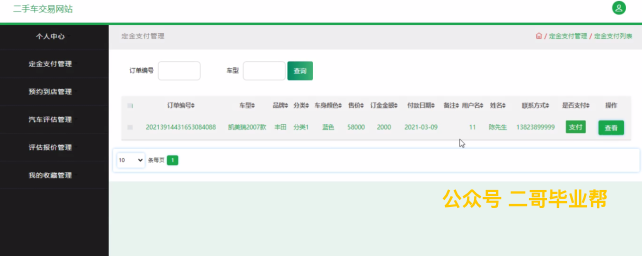 二手车交易网站
个人中心
定金支付管理
预约到店管理
汽车评估管理
评估报价管理
我的收藏管理
定金支付管理
/ 定金支付管理 / 定金支付列表
订单编号 车型 查询
订单编号 车型 品牌 分类 车身颜色 售价 订金金额 付款日期 备注 用户名 姓名 联系方式 是否支付 操作
20213914431653084088 凯美瑞2007款 丰田 分类1 蓝色 58000 2000 2021-03-09 11 陈先生 13823899999 支付 查看
10 条每页 1
公众号 二哥毕业帮